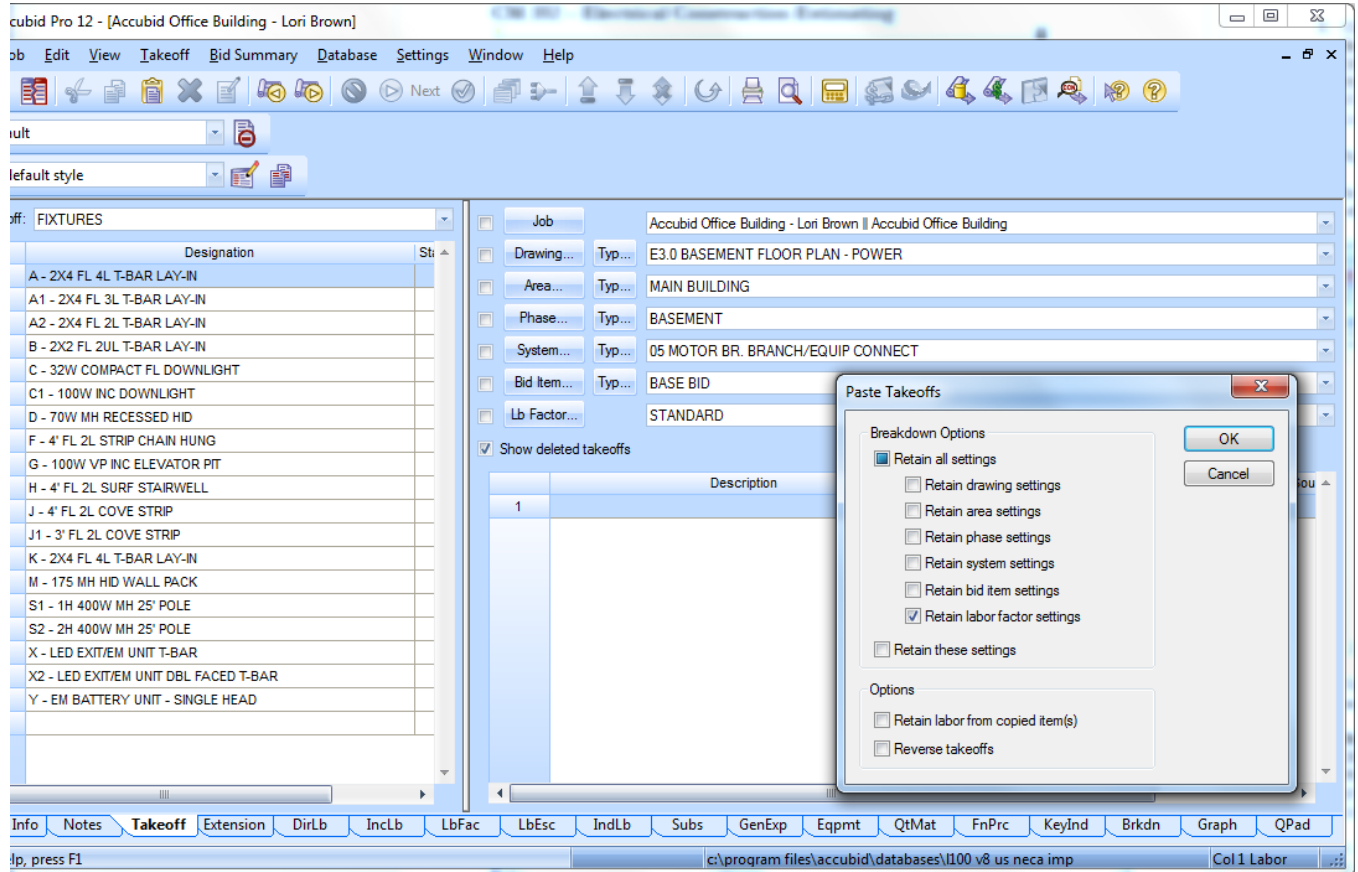 cubid Pro 12 - [Accubid Office Building - Lori Brown]
ob Edit View Takeoff Bid Summary Database Settings Window Help
Next
ault
default style
off: FIXTURES
Designation Sta
A - 2X4 FL 4L T-BAR LAY-IN
A1 - 2X4 FL 3L T-BAR LAY-IN
A2 - 2X4 FL 2L T-BAR LAY-IN
B - 2X2 FL 2UL T-BAR LAY-IN
C - 32W COMPACT FL DOWNLIGHT
C1 - 100W INC DOWNLIGHT
D - 70W MH RECESSED HID
F - 4' FL 2L STRIP CHAIN HUNG
G - 100W VP INC ELEVATOR PIT
H - 4' FL 2L SURF STAIRWELL
J - 4' FL 2L COVE STRIP
J1 - 3' FL 2L COVE STRIP
K - 2X4 FL 4L T-BAR LAY-IN
M - 175 MH HID WALL PACK
S1 - 1H 400W MH 25' POLE
S2 - 2H 400W MH 25' POLE
X - LED EXIT/EM UNIT T-BAR
X2 - LED EXIT/EM UNIT DBL FACED T-BAR
Y - EM BATTERY UNIT - SINGLE HEAD
Job Accubid Office Building - Lori Brown || Accubid Office Building
Drawing... Typ... E3.0 BASEMENT FLOOR PLAN - POWER
Area... Typ... MAIN BUILDING
Phase... Typ... BASEMENT
System... Typ... 05 MOTOR BR. BRANCH/EQUIP CONNECT
Bid Item... Typ... BASE BID
Lb Factor... STANDARD
Show deleted takeoffs
Description Sou
1
Paste Takeoffs
Breakdown Options
OK
Retain all settings
Cancel
Retain drawing settings
Retain area settings
Retain phase settings
Retain system settings
Retain bid item settings
Retain labor factor settings
Retain these settings
Options
Retain labor from copied item(s)
Reverse takeoffs
Info Notes Takeoff Extension DirLb IncLb LbFac LbEsc IndLb Subs GenExp Eqpmt QtMat FnPrc KeyInd Brkdn Graph QPad
elp, press F1 c:\program files\accubid\databases\l100 v8 us neca imp Col 1 Labor